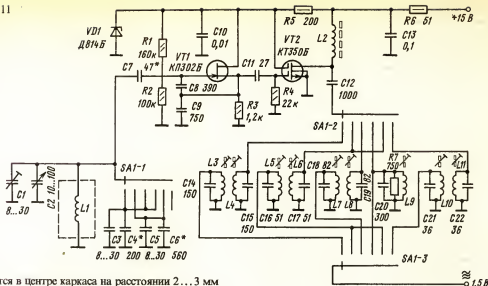 11
VD1
Д814Б
R1
160к
C7
47*
R2
100к
C10
0,01
VT1
КП302Б
C8 390
C9
750
C11 27
R3
1,2к
R4
22к
R5 200
VT2
КТ350Б
L2
C12
1000
C13
0,1
R6 51
+15 В
SA1-1
SA1-2
SA1-3
C1
8...30
C2 10...100
L1
C3
8...30
C4*
200
C5
8...30
C6*
560
C14
150
L3
L4
C15
150
L5
L6
C16 51
C17 51
C18 82
L7
L8
C19 82
R7
750
C20
300
L9
L10
L11
C21
36
C22
36
1,5 В
тся в центре каркаса на расстоянии 2...3 мм